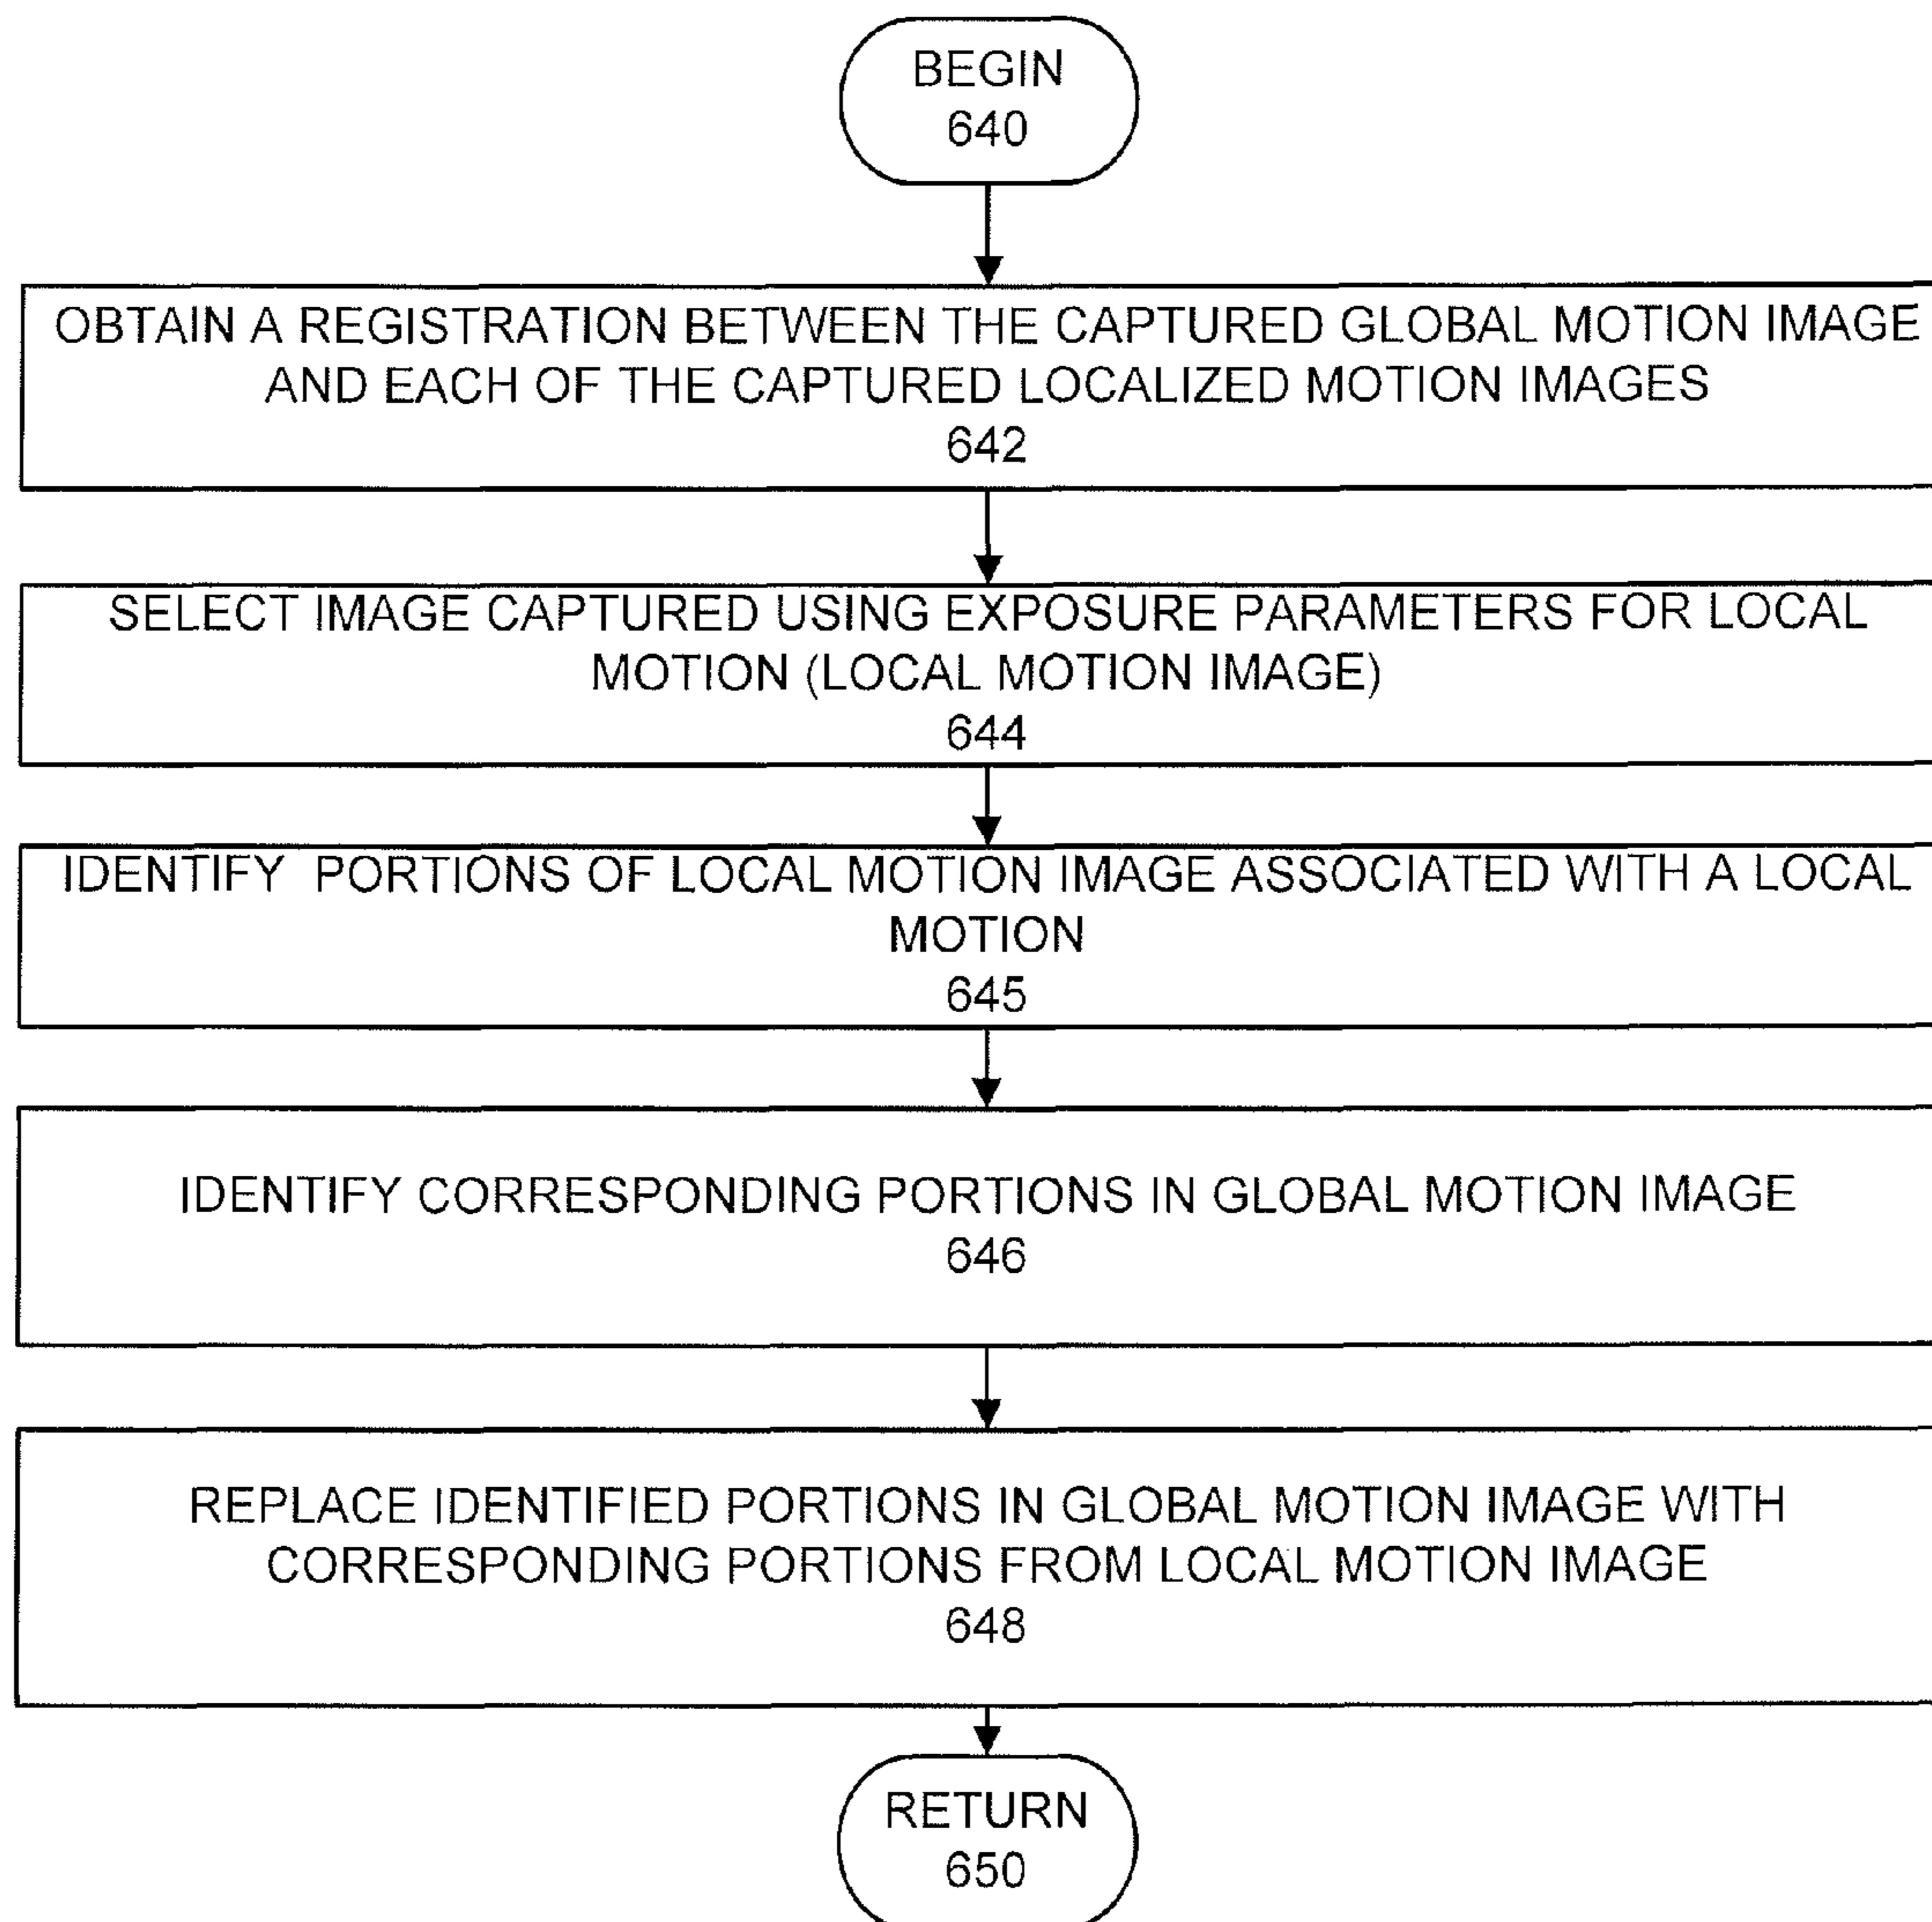 BEGIN
640
OBTAIN A REGISTRATION BETWEEN THE CAPTURED GLOBAL MOTION IMAGE
AND EACH OF THE CAPTURED LOCALIZED MOTION IMAGES
642
SELECT IMAGE CAPTURED USING EXPOSURE PARAMETERS FOR LOCAL
MOTION (LOCAL MOTION IMAGE)
644
IDENTIFY PORTIONS OF LOCAL MOTION IMAGE ASSOCIATED WITH A LOCAL
MOTION
645
IDENTIFY CORRESPONDING PORTIONS IN GLOBAL MOTION IMAGE
646
REPLACE IDENTIFIED PORTIONS IN GLOBAL MOTION IMAGE WITH
CORRESPONDING PORTIONS FROM LOCAL MOTION IMAGE
648
RETURN
650